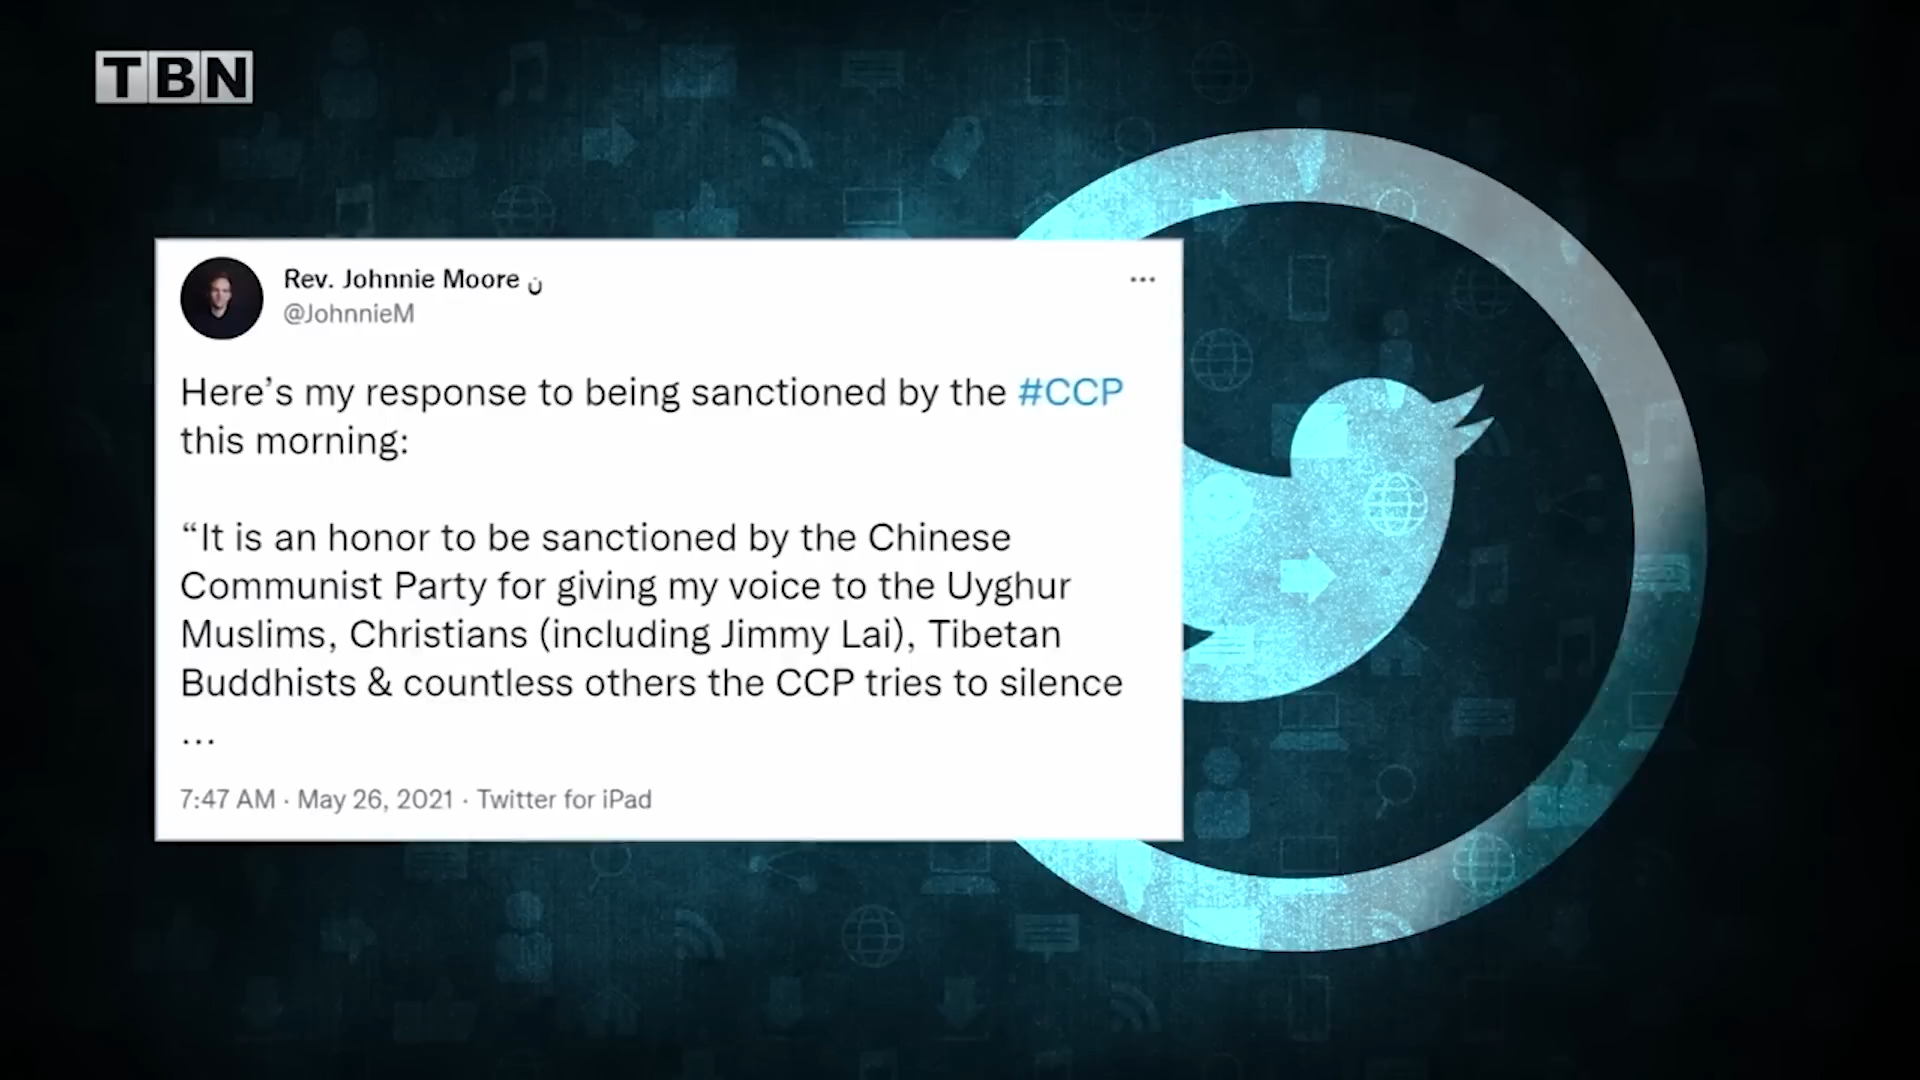 TBN
Rev. Johnnie Moore ن
@JohnnieM
Here’s my response to being sanctioned by the #CCP
this morning:
“It is an honor to be sanctioned by the Chinese
Communist Party for giving my voice to the Uyghur
Muslims, Christians (including Jimmy Lai), Tibetan
Buddhists & countless others the CCP tries to silence
...
7:47 AM · May 26, 2021 · Twitter for iPad